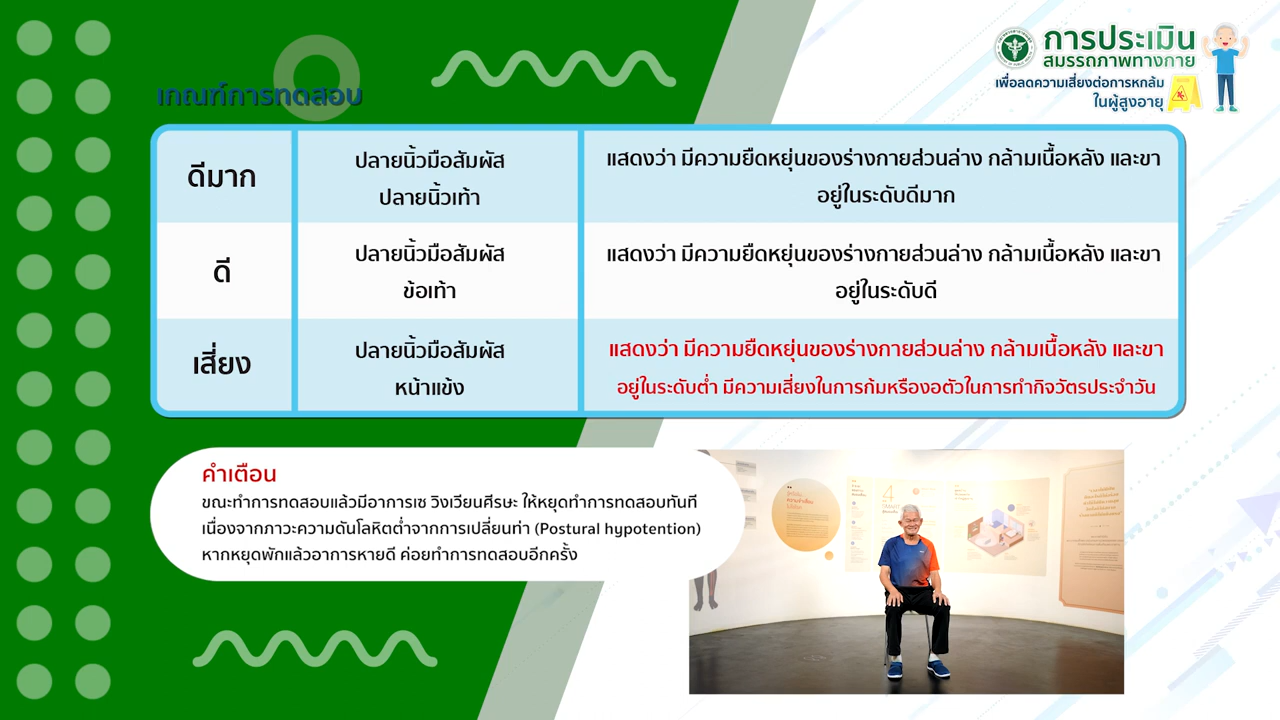 การประเมิน
สมรรถภาพทางกาย
เพื่อลดความเสี่ยงต่อการหกล้ม
ในผู้สูงอายุ
เกณฑ์การทดสอบ
ดีมาก
ปลายนิ้วมือสัมผัส
ปลายนิ้วเท้า
แสดงว่า มีความยืดหยุ่นของร่างกายส่วนล่าง กล้ามเนื้อหลัง และขา
อยู่ในระดับดีมาก
ดี
ปลายนิ้วมือสัมผัส
ข้อเท้า
แสดงว่า มีความยืดหยุ่นของร่างกายส่วนล่าง กล้ามเนื้อหลัง และขา
อยู่ในระดับดี
เสี่ยง
ปลายนิ้วมือสัมผัส
หน้าแข้ง
แสดงว่า มีความยืดหยุ่นของร่างกายส่วนล่าง กล้ามเนื้อหลัง และขา
อยู่ในระดับต่ำ มีความเสี่ยงในการก้มหรืองอตัวในการทำกิจวัตรประจำวัน
คำเตือน
ขณะทำการทดสอบแล้วมีอาการเซ วิงเวียนศีรษะ ให้หยุดทำการทดสอบทันที
เนื่องจากภาวะความดันโลหิตต่ำจากการเปลี่ยนท่า (Postural hypotention)
หากหยุดพักแล้วอาการหายดี ค่อยทำการทดสอบอีกครั้ง
4